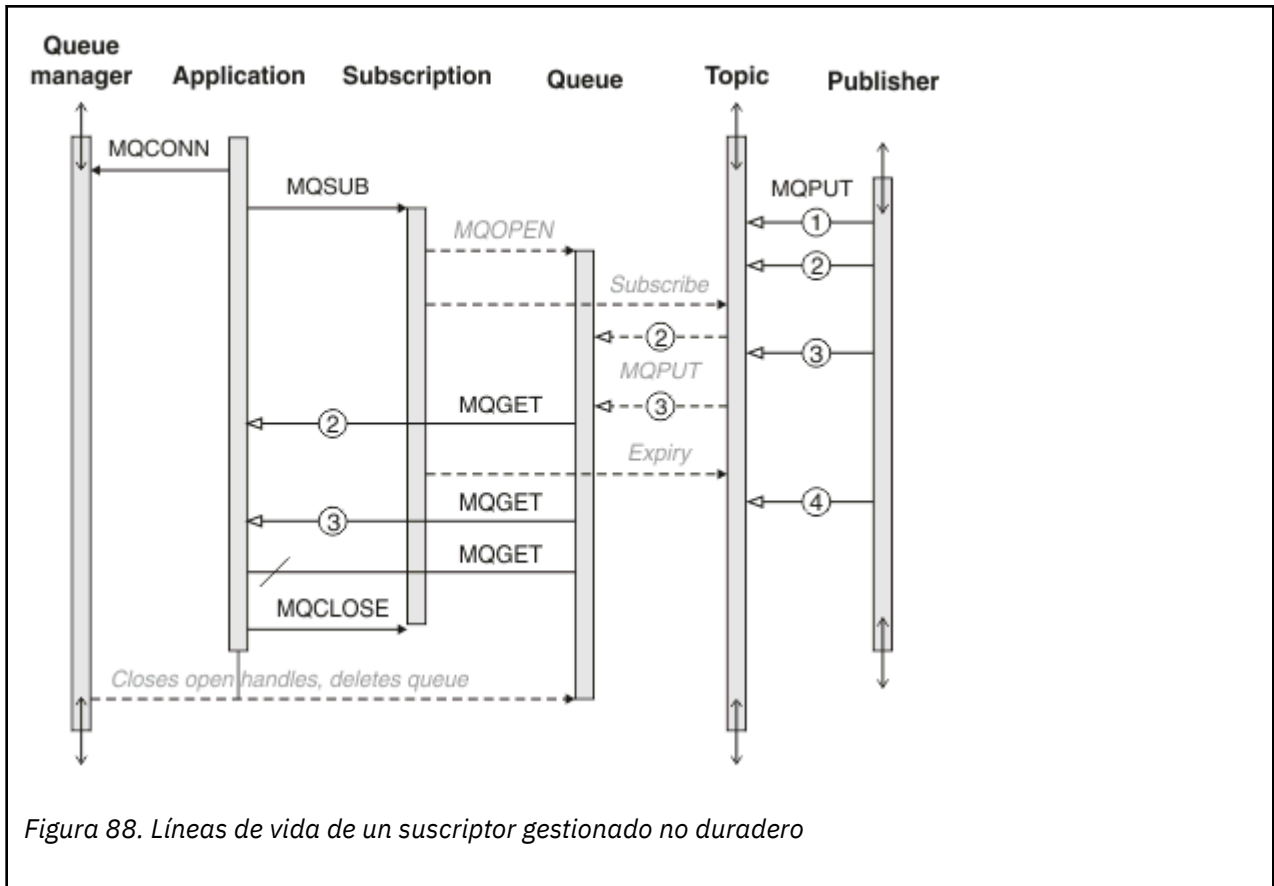 Queue manager
Application
Subscription
Queue
Topic
Publisher
MQCONN
MQSUB
MQPUT
MQOPEN
1
2
Subscribe
2
3
MQPUT
MQGET
3
2
Expiry
MQGET
4
3
MQGET
MQCLOSE
Closes open handles, deletes queue
Figura 88. Líneas de vida de un suscriptor gestionado no duradero